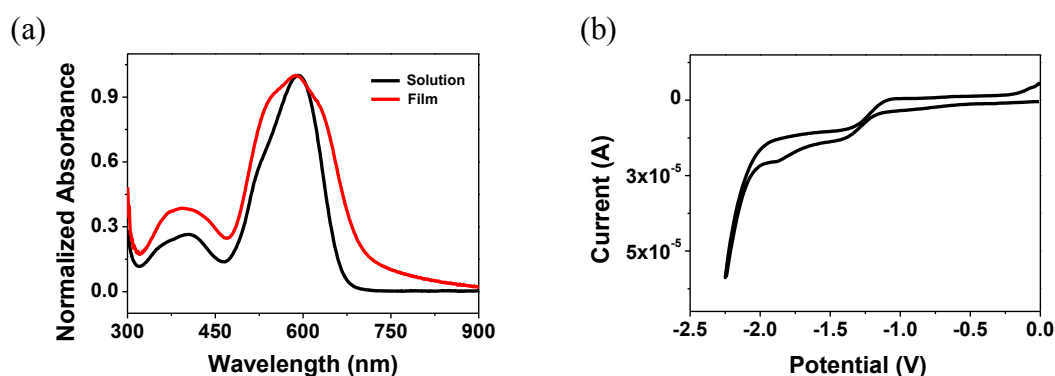 (a)
Normalized Absorbance
0.9
0.6
0.3
0.0
Solution
Film
300 450 600 750 900
Wavelength (nm)
(b)
Current (A)
0
3x10⁻⁵
5x10⁻⁵
-2.5 -2.0 -1.5 -1.0 -0.5 0.0
Potential (V)